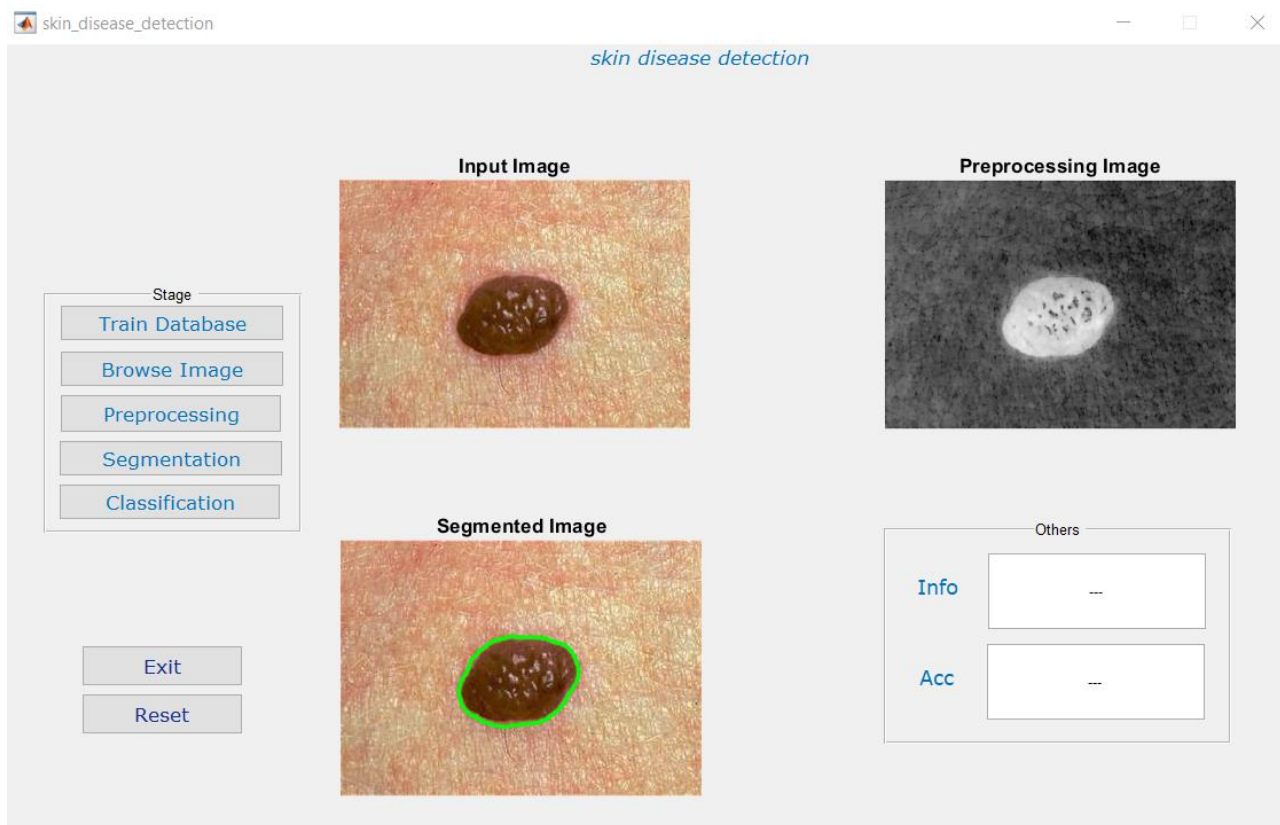 skin_disease_detection
skin disease detection
Input Image
Preprocessing Image
Stage
Train Database
Browse Image
Preprocessing
Segmentation
Classification
Segmented Image
Others
Info
---
Acc
---
Exit
Reset